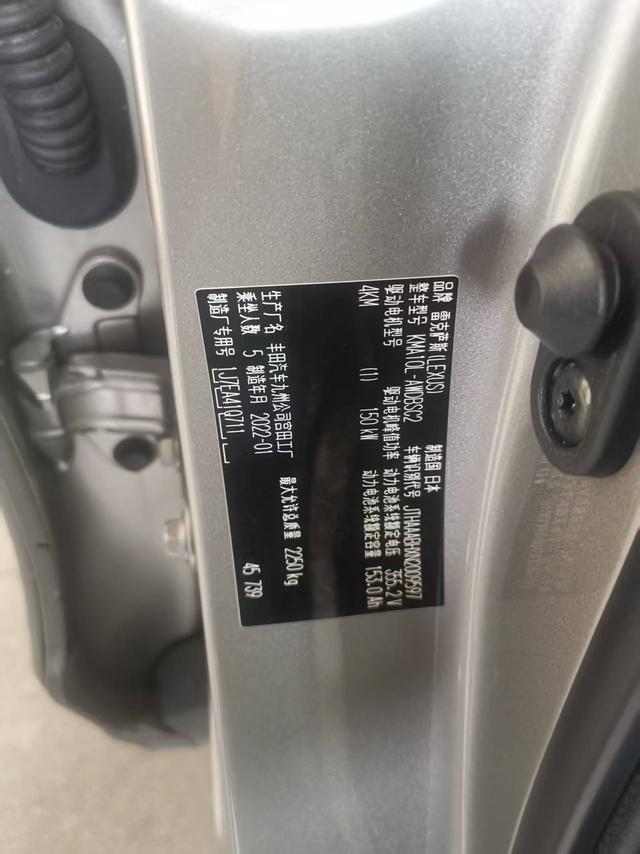 品牌 雷克萨斯(LEXUS) 制造国 日本
整车型号 KMA10L-AWDBSC2 车辆识别代号 JTHAAABHXN2009597
驱动电机型号 驱动电机峰值功率 动力电池系统额定电压 355.2 V
4KM (1) 150 kW 动力电池系统额定容量 153.0 Ah
生产厂名 丰田汽车九州公司宫田工厂
乘坐人数 5 制造年月 2022-01 最大允许总质量 2250 kg
制造厂专用号 1J7EA41Q711 45 739